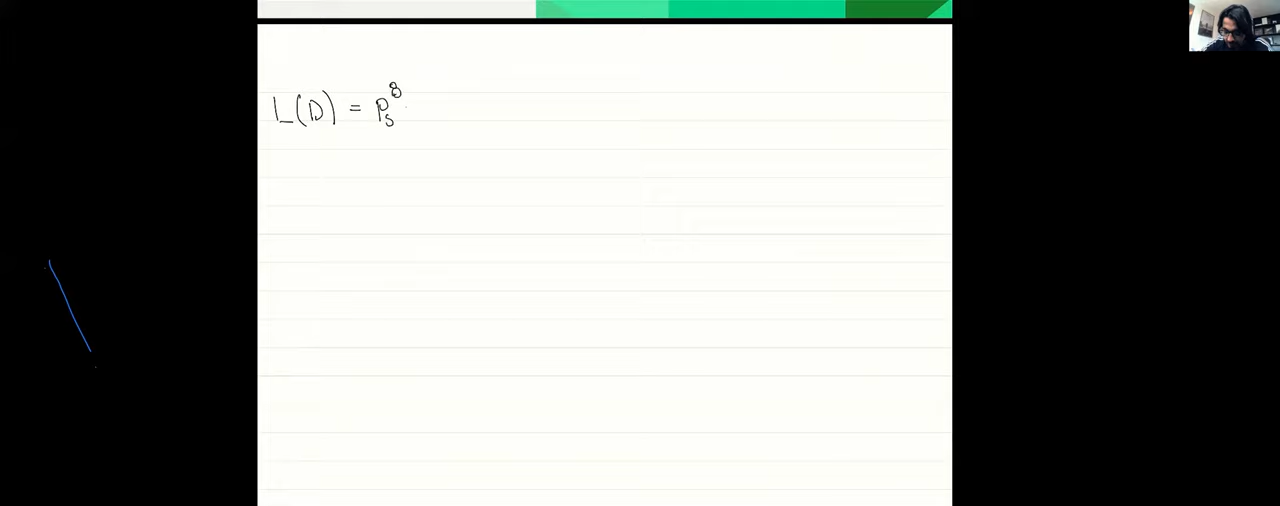 L(D) = p_s^8